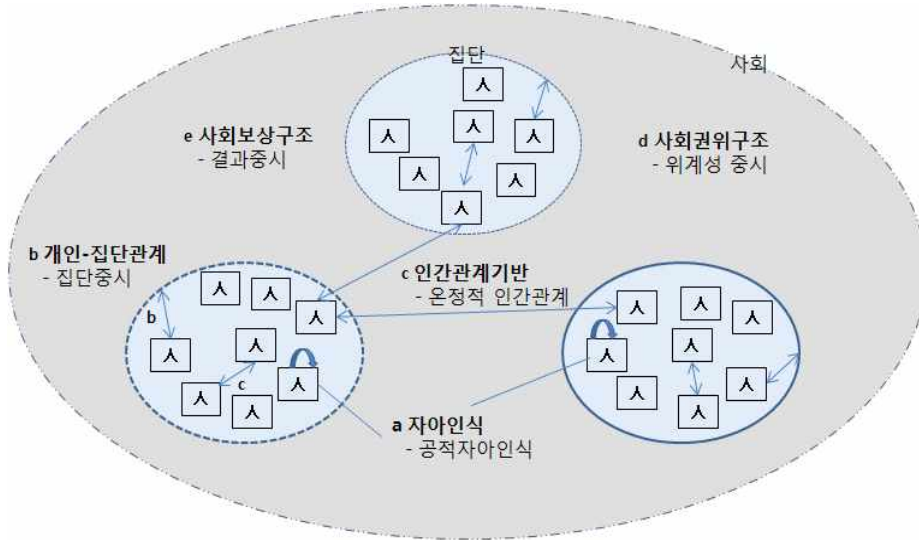 집단
사회
e 사회보상구조
- 결과중시
d 사회권위구조
- 위계성 중시
b 개인-집단관계
- 집단중시
c 인간관계기반
- 온정적 인간관계
b
c
a 자아인식
- 공적자아인식